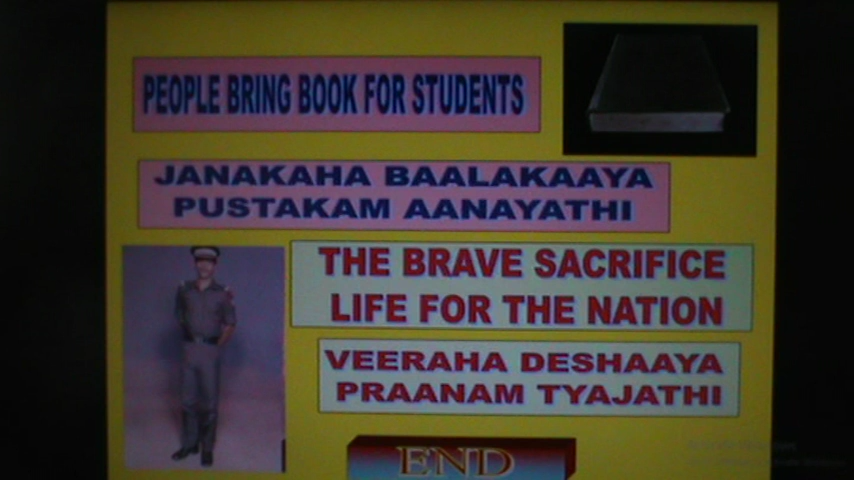 PEOPLE BRING BOOK FOR STUDENTS
JANAKAHA BAALAKAAYA
PUSTAKAM AANAYATHI
THE BRAVE SACRIFICE
LIFE FOR THE NATION
VEERAHA DESHAAYA
PRAANAM TYAJATHI
END